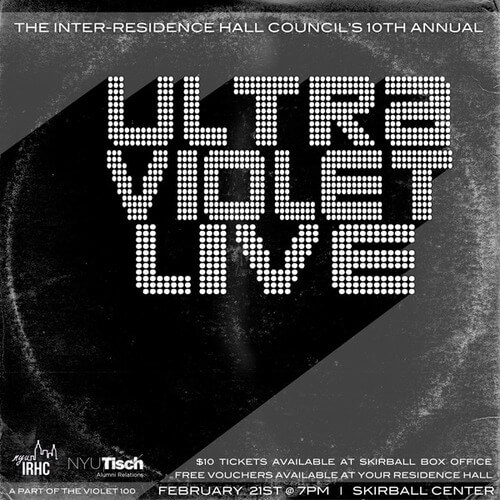 THE INTER-RESIDENCE HALL COUNCIL'S 10TH ANNUAL
ULTRA
VIOLET
LIVE
nyu's
IRHC
NYU Tisch
Alumni Relations
$10 TICKETS AVAILABLE AT SKIRBALL BOX OFFICE
FREE VOUCHERS AVAILABLE AT YOUR RESIDENCE HALL
A PART OF THE VIOLET 100
FEBRUARY 21ST @ 7PM | SKIRBALL CENTER